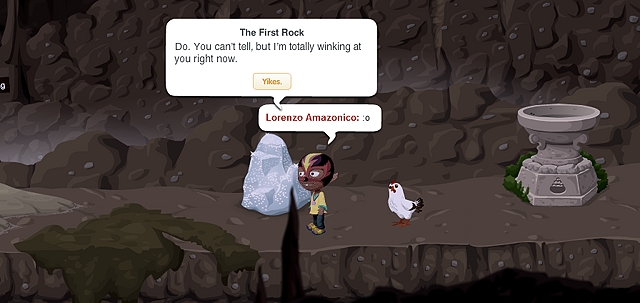 The First Rock
Do. You can't tell, but I'm totally winking at
you right now.
Yikes.
Lorenzo Amazonico: :o
g